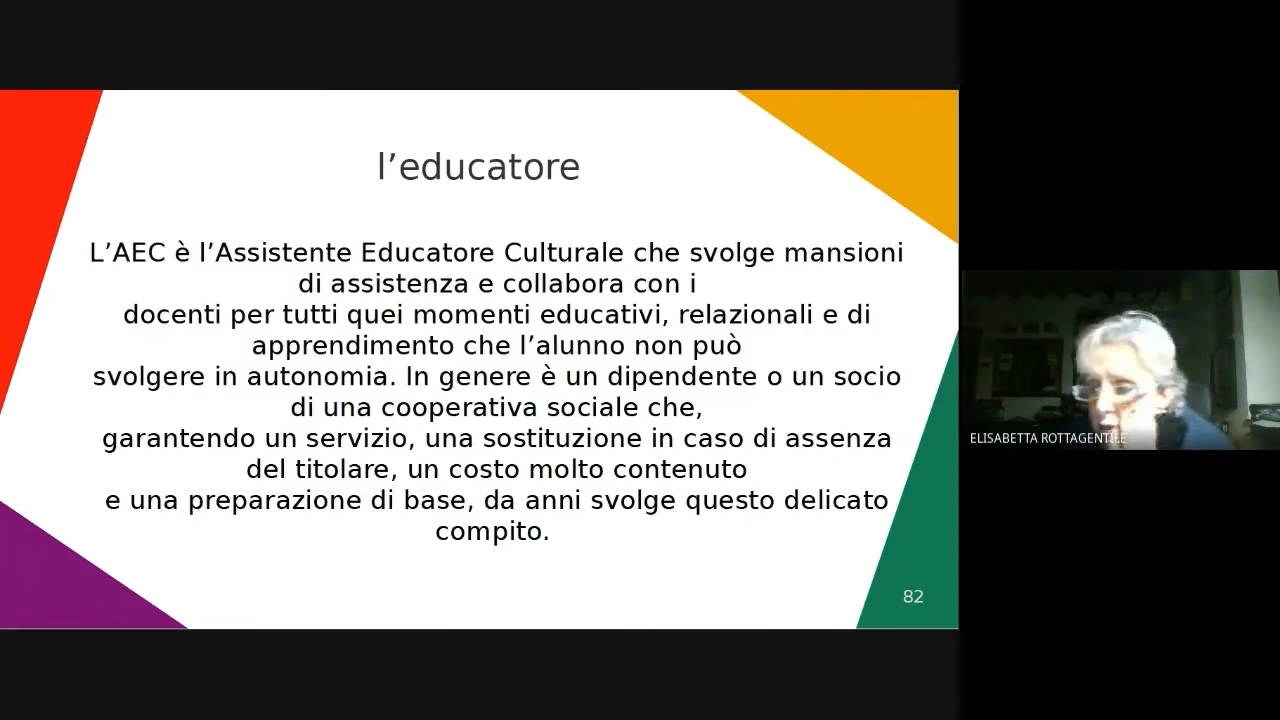 l’educatore
L’AEC è l’Assistente Educatore Culturale che svolge mansioni
di assistenza e collabora con i
docenti per tutti quei momenti educativi, relazionali e di
apprendimento che l’alunno non può
svolgere in autonomia. In genere è un dipendente o un socio
di una cooperativa sociale che,
garantendo un servizio, una sostituzione in caso di assenza
del titolare, un costo molto contenuto
e una preparazione di base, da anni svolge questo delicato
compito.
82
ELISABETTA ROTTAGENTILE